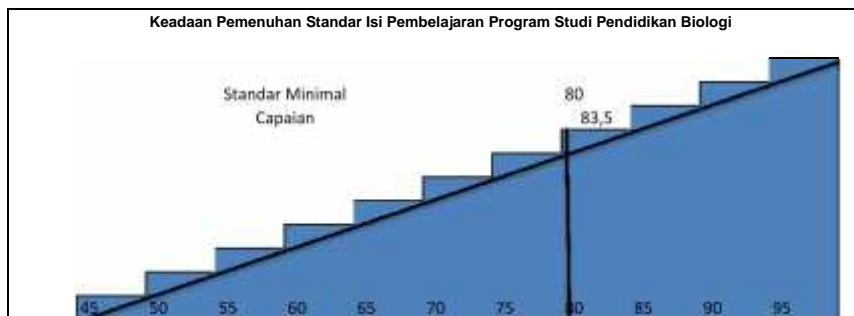 Keadaan Pemenuhan Standar Isi Pembelajaran Program Studi Pendidikan Biologi
Standar Minimal 80
Capaian 83,5
45 50 55 60 65 70 75 80 85 90 95